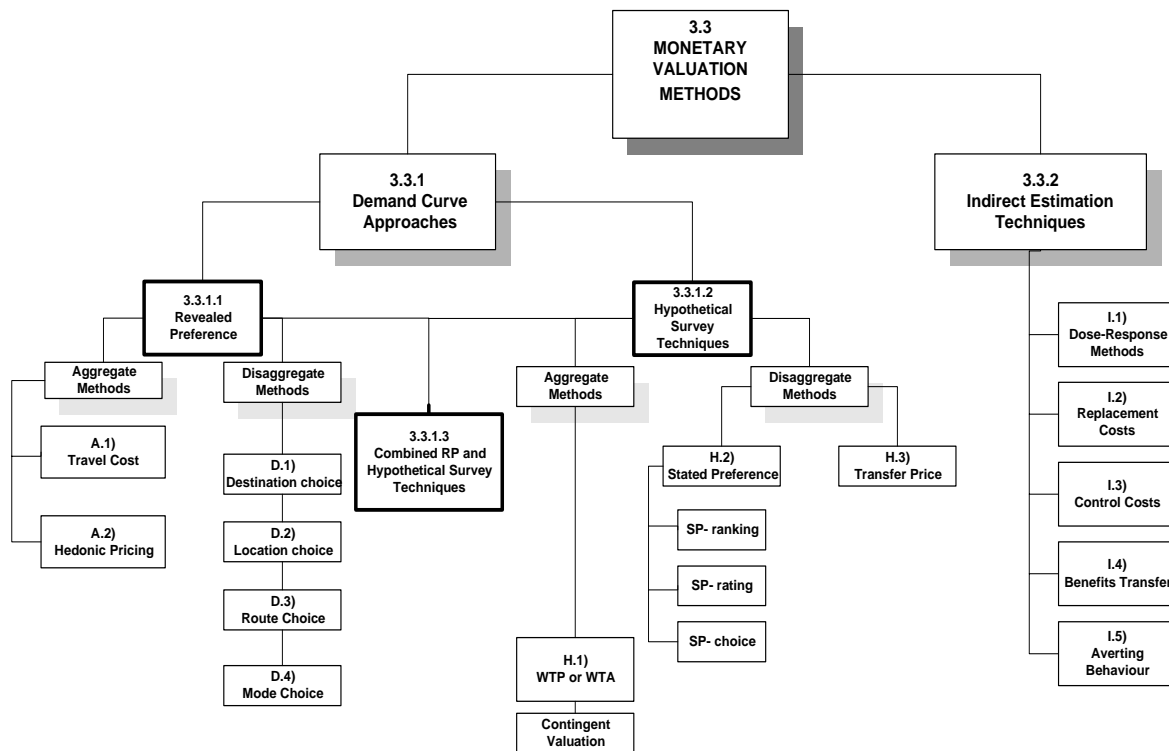 3.3
MONETARY
VALUATION
METHODS
3.3.1
Demand Curve
Approaches
3.3.2
Indirect Estimation
Techniques
3.3.1.1
Revealed
Preference
3.3.1.2
Hypothetical
Survey
Techniques
Aggregate
Methods
Disaggregate
Methods
Aggregate
Methods
Disaggregate
Methods
3.3.1.3
Combined RP and
Hypothetical Survey
Techniques
A.1)
Travel Cost
A.2)
Hedonic Pricing
D.1)
Destination choice
D.2)
Location choice
D.3)
Route Choice
D.4)
Mode Choice
H.1)
WTP or WTA
Contingent
Valuation
H.2)
Stated Preference
SP- ranking
SP- rating
SP- choice
H.3)
Transfer Price
I.1)
Dose-Response
Methods
I.2)
Replacement
Costs
I.3)
Control Costs
I.4)
Benefits Transfer
I.5)
Averting
Behaviour